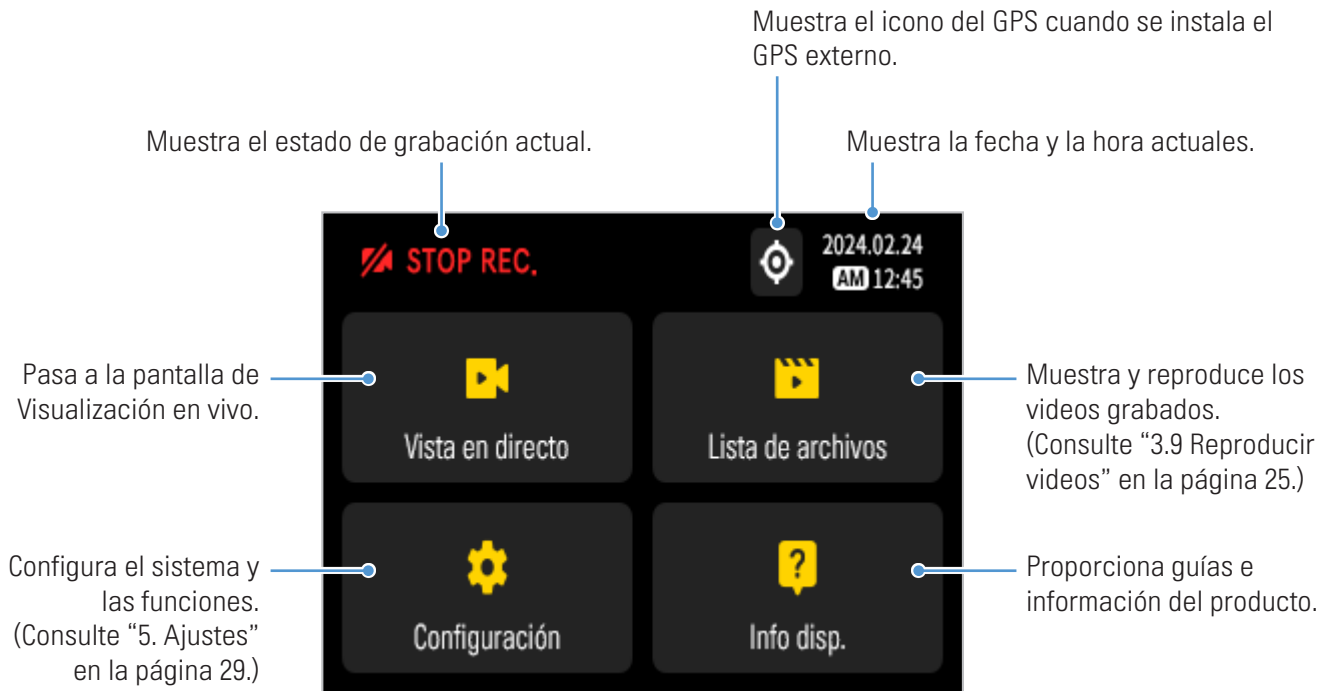 Muestra el icono del GPS cuando se instala el
GPS externo.
Muestra el estado de grabación actual.
Muestra la fecha y la hora actuales.
STOP REC.
2024.02.24
AM 12:45
Pasa a la pantalla de
Visualización en vivo.
Vista en directo
Lista de archivos
Muestra y reproduce los
videos grabados.
(Consulte “3.9 Reproducir
videos” en la página 25.)
Configura el sistema y
las funciones.
(Consulte “5. Ajustes”
en la página 29.)
Configuración
?
Info disp.
Proporciona guías e
información del producto.